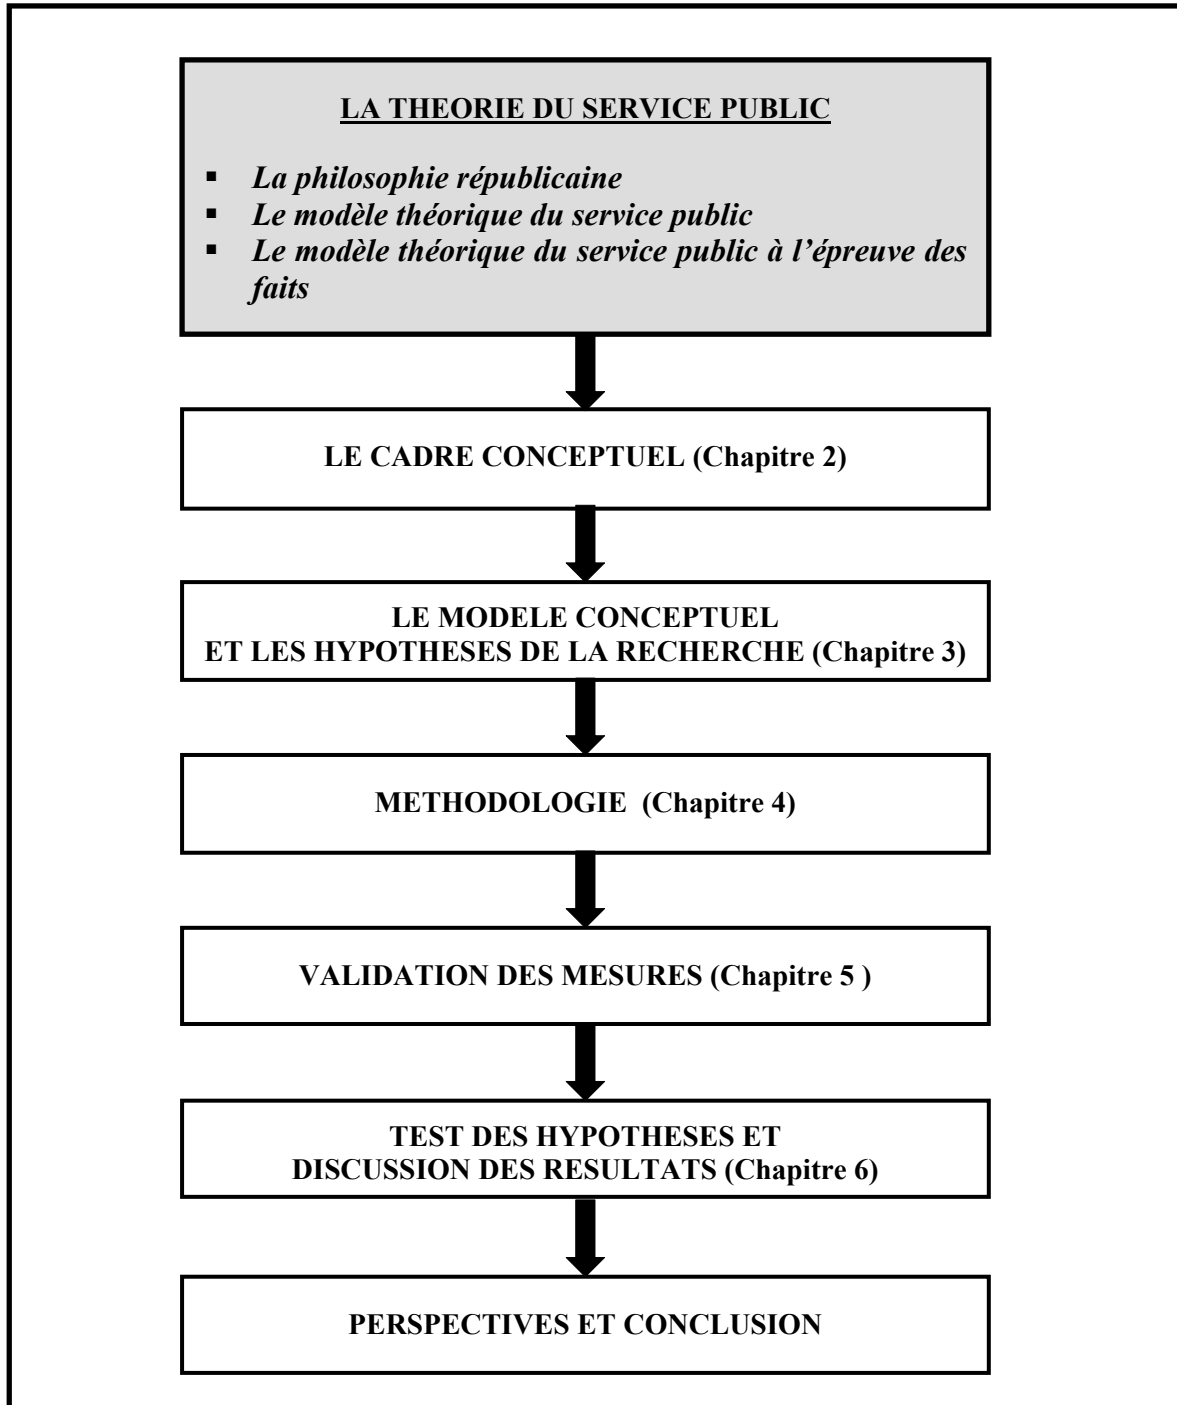 LA THEORIE DU SERVICE PUBLIC
▪ La philosophie républicaine
▪ Le modèle théorique du service public
▪ Le modèle théorique du service public à l’épreuve des
faits
LE CADRE CONCEPTUEL (Chapitre 2)
LE MODELE CONCEPTUEL
ET LES HYPOTHESES DE LA RECHERCHE (Chapitre 3)
METHODOLOGIE (Chapitre 4)
VALIDATION DES MESURES (Chapitre 5 )
TEST DES HYPOTHESES ET
DISCUSSION DES RESULTATS (Chapitre 6)
PERSPECTIVES ET CONCLUSION